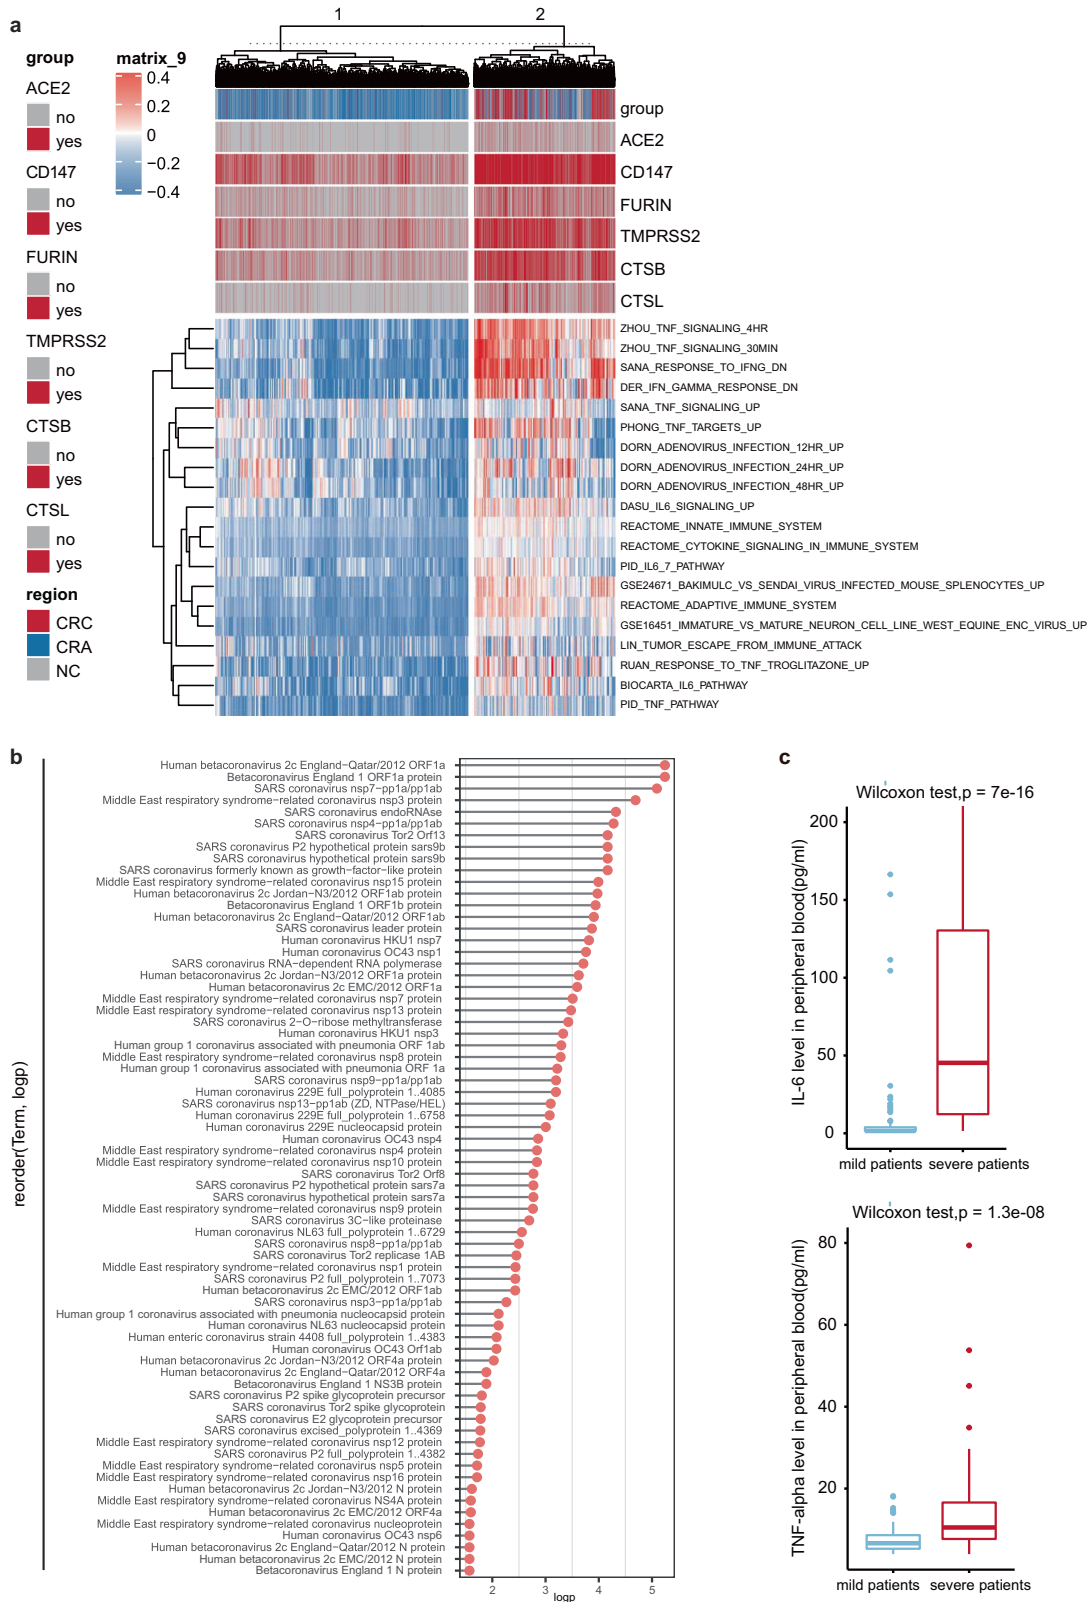 a
1
2
group
ACE2
no
yes
CD147
no
yes
FURIN
no
yes
TMPRSS2
no
yes
CTSB
no
yes
CTSL
no
yes
region
CRC
CRA
NC
matrix_9
0.4
0.2
0
−0.2
−0.4
group
ACE2
CD147
FURIN
TMPRSS2
CTSB
CTSL
ZHOU_TNF_SIGNALING_4HR
ZHOU_TNF_SIGNALING_30MIN
SANA_RESPONSE_TO_IFNG_DN
DER_IFN_GAMMA_RESPONSE_DN
SANA_TNF_SIGNALING_UP
PHONG_TNF_TARGETS_UP
DORN_ADENOVIRUS_INFECTION_12HR_UP
DORN_ADENOVIRUS_INFECTION_24HR_UP
DORN_ADENOVIRUS_INFECTION_48HR_UP
DASU_IL6_SIGNALING_UP
REACTOME_INNATE_IMMUNE_SYSTEM
REACTOME_CYTOKINE_SIGNALING_IN_IMMUNE_SYSTEM
PID_IL6_7_PATHWAY
GSE24671_BAKIMULC_VS_SENDAI_VIRUS_INFECTED_MOUSE_SPLENOCYTES_UP
REACTOME_ADAPTIVE_IMMUNE_SYSTEM
GSE16451_IMMATURE_VS_MATURE_NEURON_CELL_LINE_WEST_EQUINE_ENC_VIRUS_UP
LIN_TUMOR_ESCAPE_FROM_IMMUNE_ATTACK
RUAN_RESPONSE_TO_TNF_TROGLITAZONE_UP
BIOCARTA_IL6_PATHWAY
PID_TNF_PATHWAY
b
reorder(Term, logp)
Human betacoronavirus 2c England−Qatar/2012 ORF1a
Betacoronavirus England 1 ORF1a protein
SARS coronavirus nsp7−pp1a/pp1ab
Middle East respiratory syndrome−related coronavirus nsp3 protein
SARS coronavirus endoRNAse
SARS coronavirus nsp4−pp1a/pp1ab
SARS coronavirus Tor2 Orf13
SARS coronavirus P2 hypothetical protein sars9b
SARS coronavirus hypothetical protein sars9b
SARS coronavirus formerly known as growth−factor−like protein
Middle East respiratory syndrome−related coronavirus nsp15 protein
Human betacoronavirus 2c Jordan−N3/2012 ORF1ab protein
Betacoronavirus England 1 ORF1b protein
Human betacoronavirus 2c England−Qatar/2012 ORF1ab
SARS coronavirus leader protein
Human coronavirus HKU1 nsp7
Human coronavirus OC43 nsp1
SARS coronavirus RNA−dependent RNA polymerase
Human betacoronavirus 2c Jordan−N3/2012 ORF1a protein
Human betacoronavirus 2c EMC/2012 ORF1a
Middle East respiratory syndrome−related coronavirus nsp7 protein
Middle East respiratory syndrome−related coronavirus nsp13 protein
SARS coronavirus 2−O−ribose methyltransferase
Human coronavirus HKU1 nsp3
Human group 1 coronavirus associated with pneumonia ORF 1ab
Middle East respiratory syndrome−related coronavirus nsp8 protein
Human group 1 coronavirus associated with pneumonia ORF 1a
SARS coronavirus nsp9−pp1a/pp1ab
Human coronavirus 229E full_polyprotein 1..4085
SARS coronavirus nsp13−pp1ab (ZD, NTPase/HEL)
Human coronavirus 229E full_polyprotein 1..6758
Human coronavirus 229E nucleocapsid protein
Human coronavirus OC43 nsp4
Middle East respiratory syndrome−related coronavirus nsp4 protein
Middle East respiratory syndrome−related coronavirus nsp10 protein
SARS coronavirus Tor2 Orf8
SARS coronavirus P2 hypothetical protein sars7a
SARS coronavirus hypothetical protein sars7a
Middle East respiratory syndrome−related coronavirus nsp9 protein
SARS coronavirus 3C−like proteinase
Human coronavirus NL63 full_polyprotein 1..6729
SARS coronavirus nsp8−pp1a/pp1ab
SARS coronavirus Tor2 replicase 1AB
Middle East respiratory syndrome−related coronavirus nsp1 protein
SARS coronavirus P2 full_polyprotein 1..7073
Human betacoronavirus 2c EMC/2012 ORF1ab
SARS coronavirus nsp3−pp1a/pp1ab
Human group 1 coronavirus associated with pneumonia nucleocapsid protein
Human coronavirus NL63 nucleocapsid protein
Human enteric coronavirus strain 4408 full_polyprotein 1..4383
Human coronavirus OC43 Orf1ab
Human betacoronavirus 2c Jordan−N3/2012 ORF4a protein
Human betacoronavirus 2c England−Qatar/2012 ORF4a
Betacoronavirus England 1 NS3B protein
SARS coronavirus P2 spike glycoprotein precursor
SARS coronavirus Tor2 spike glycoprotein
SARS coronavirus E2 glycoprotein precursor
SARS coronavirus excised_polyprotein 1..4369
Middle East respiratory syndrome−related coronavirus nsp12 protein
SARS coronavirus P2 full_polyprotein 1..4382
Middle East respiratory syndrome−related coronavirus nsp5 protein
Middle East respiratory syndrome−related coronavirus nsp16 protein
Human betacoronavirus 2c Jordan−N3/2012 N protein
Middle East respiratory syndrome−related coronavirus NS4A protein
Human betacoronavirus 2c EMC/2012 ORF4a
Middle East respiratory syndrome−related coronavirus nucleoprotein
Human coronavirus OC43 nsp6
Human betacoronavirus 2c England−Qatar/2012 N protein
Human betacoronavirus 2c EMC/2012 N protein
Betacoronavirus England 1 N protein
2
3
4
5
logp
c
Wilcoxon test,p = 7e-16
IL-6 level in peripheral blood(pg/ml)
200
150
100
50
0
mild patients
severe patients
Wilcoxon test,p = 1.3e-08
TNF-alpha level in peripheral blood(pg/ml)
80
60
40
20
mild patients
severe patients